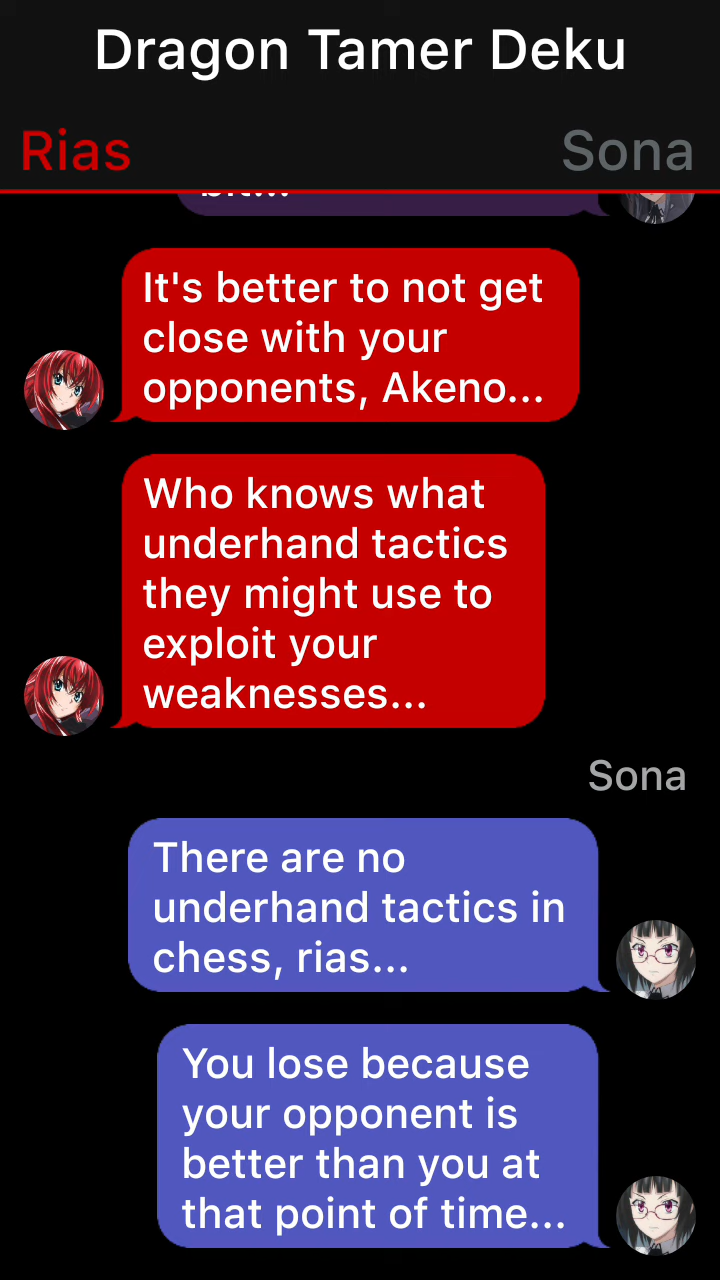 Dragon Tamer Deku
Rias Sona
It's better to not get
close with your
opponents, Akeno...
Who knows what
underhand tactics
they might use to
exploit your
weaknesses...
Sona
There are no
underhand tactics in
chess, rias...
You lose because
your opponent is
better than you at
that point of time...